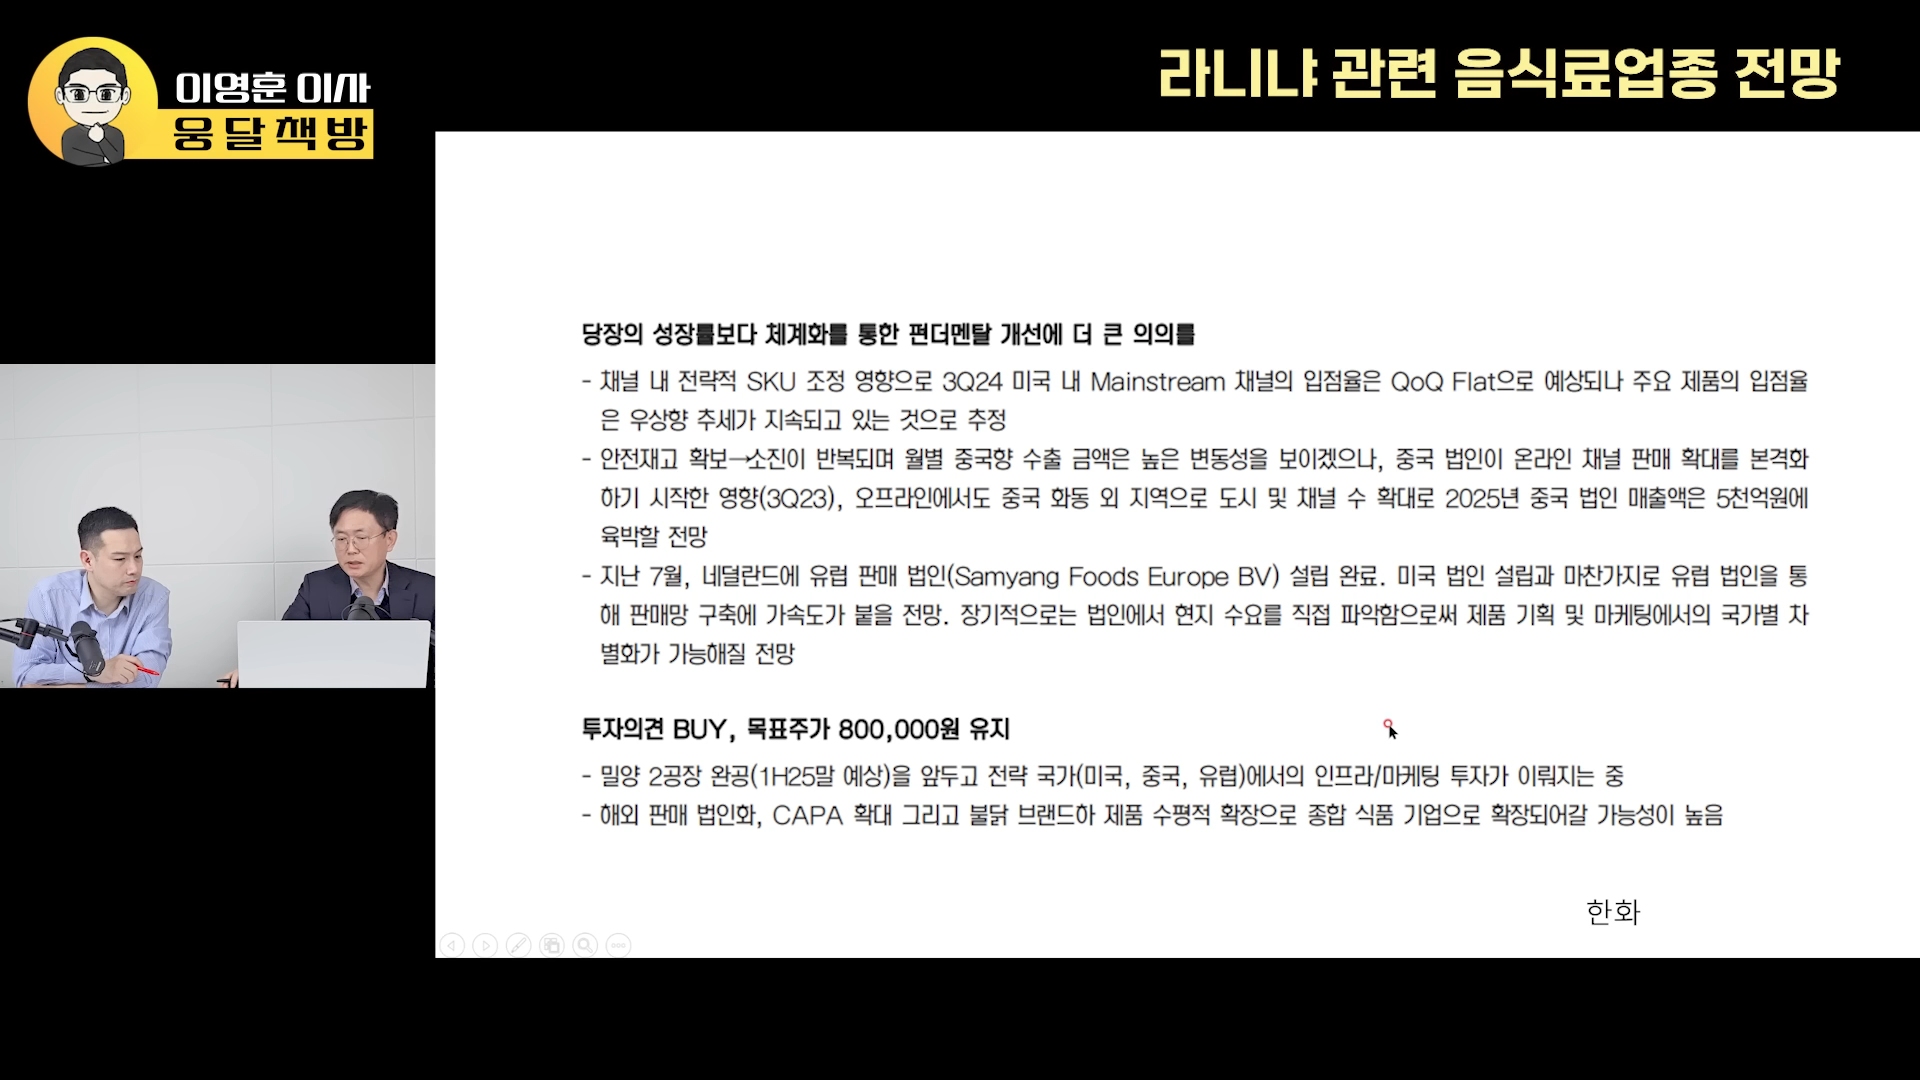 이영훈 이사
웅달책방
라니냐 관련 음식료업종 전망
당장의 성장률보다 체계화를 통한 펀더멘탈 개선에 더 큰 의의를
- 채널 내 전략적 SKU 조정 영향으로 3Q24 미국 내 Mainstream 채널의 입점율은 QoQ Flat으로 예상되나 주요 제품의 입점율
은 우상향 추세가 지속되고 있는 것으로 추정
- 안전재고 확보→소진이 반복되며 월별 중국향 수출 금액은 높은 변동성을 보이겠으나, 중국 법인이 온라인 채널 판매 확대를 본격화
하기 시작한 영향(3Q23), 오프라인에서도 중국 화동 외 지역으로 도시 및 채널 수 확대로 2025년 중국 법인 매출액은 5천억원에
육박할 전망
- 지난 7월, 네덜란드에 유럽 판매 법인(Samyang Foods Europe BV) 설립 완료. 미국 법인 설립과 마찬가지로 유럽 법인을 통
해 판매망 구축에 가속도가 붙을 전망. 장기적으로는 법인에서 현지 수요를 직접 파악함으로써 제품 기획 및 마케팅에서의 국가별 차
별화가 가능해질 전망
투자의견 BUY, 목표주가 800,000원 유지
- 밀양 2공장 완공(1H25말 예상)을 앞두고 전략 국가(미국, 중국, 유럽)에서의 인프라/마케팅 투자가 이뤄지는 중
- 해외 판매 법인화, CAPA 확대 그리고 불닭 브랜드하 제품 수평적 확장으로 종합 식품 기업으로 확장되어갈 가능성이 높음
한화